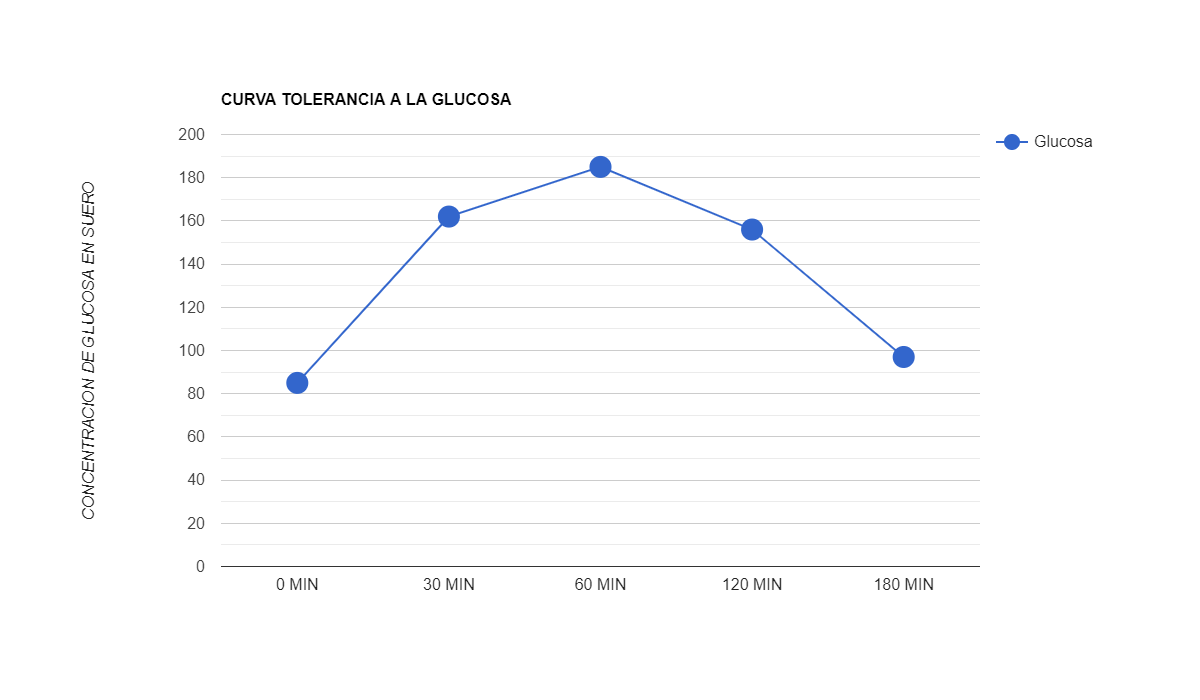 CURVA TOLERANCIA A LA GLUCOSA
Glucosa
CONCENTRACION DE GLUCOSA EN SUERO
200
180
160
140
120
100
80
60
40
20
0
0 MIN
30 MIN
60 MIN
120 MIN
180 MIN